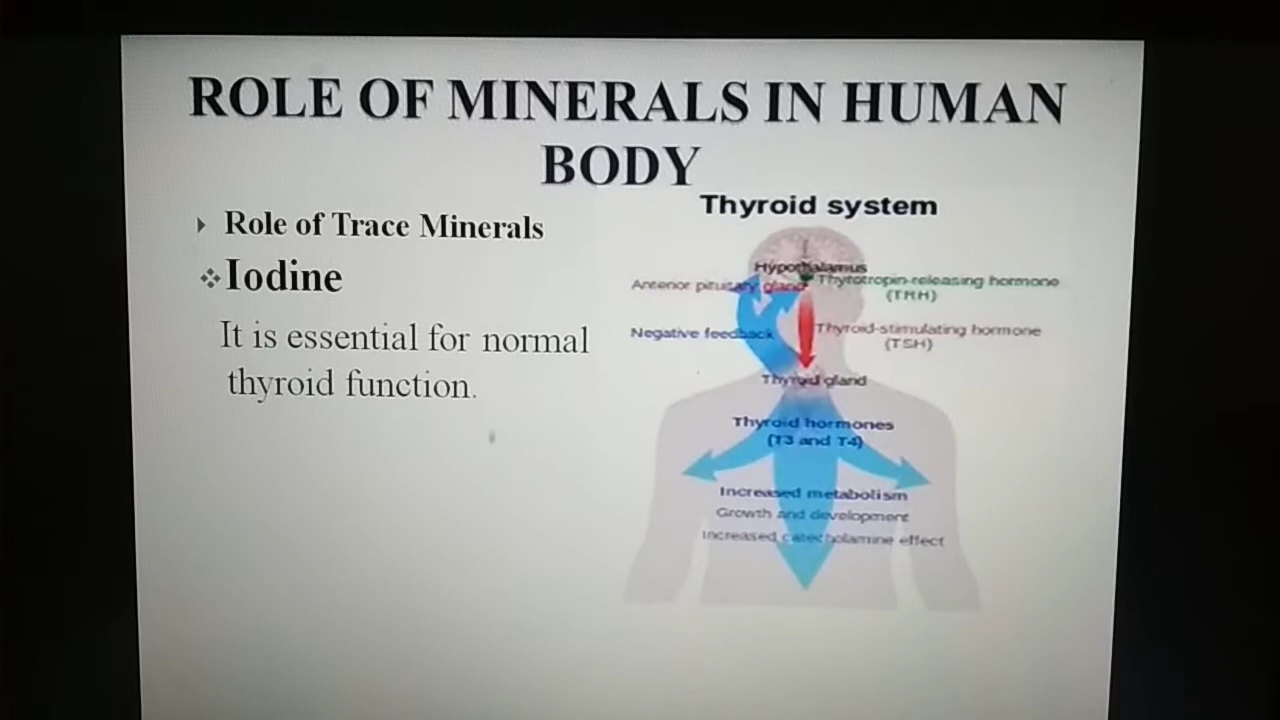 ROLE OF MINERALS IN HUMAN
BODY
Role of Trace Minerals
Iodine
It is essential for normal
thyroid function.
Thyroid system
Hypothalamus
Anterior pituitary gland
Thyrotropin-releasing hormone
(TRH)
Negative feedback
Thyroid-stimulating hormone
(TSH)
Thyroid gland
Thyroid hormones
(T3 and T4)
Increased metabolism
Growth and development
Increased catecholamine effect